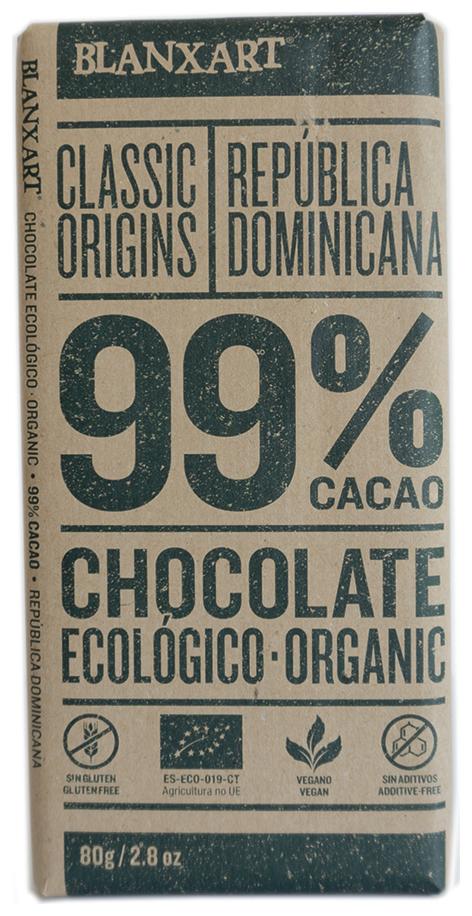 BLANXART®
CLASSIC
ORIGINS
REPÚBLICA
DOMINICANA
99%
CACAO
CHOCOLATE
ECOLÓGICO·ORGANIC
SIN GLUTEN
GLUTEN FREE
ES-ECO-019-CT
Agricultura no UE
VEGANO
VEGAN
SIN ADITIVOS
ADDITIVE-FREE
80g / 2.8 oz
BLANXART® CHOCOLATE ECOLÓGICO · ORGANIC • 99% CACAO • REPÚBLICA DOMINICANA